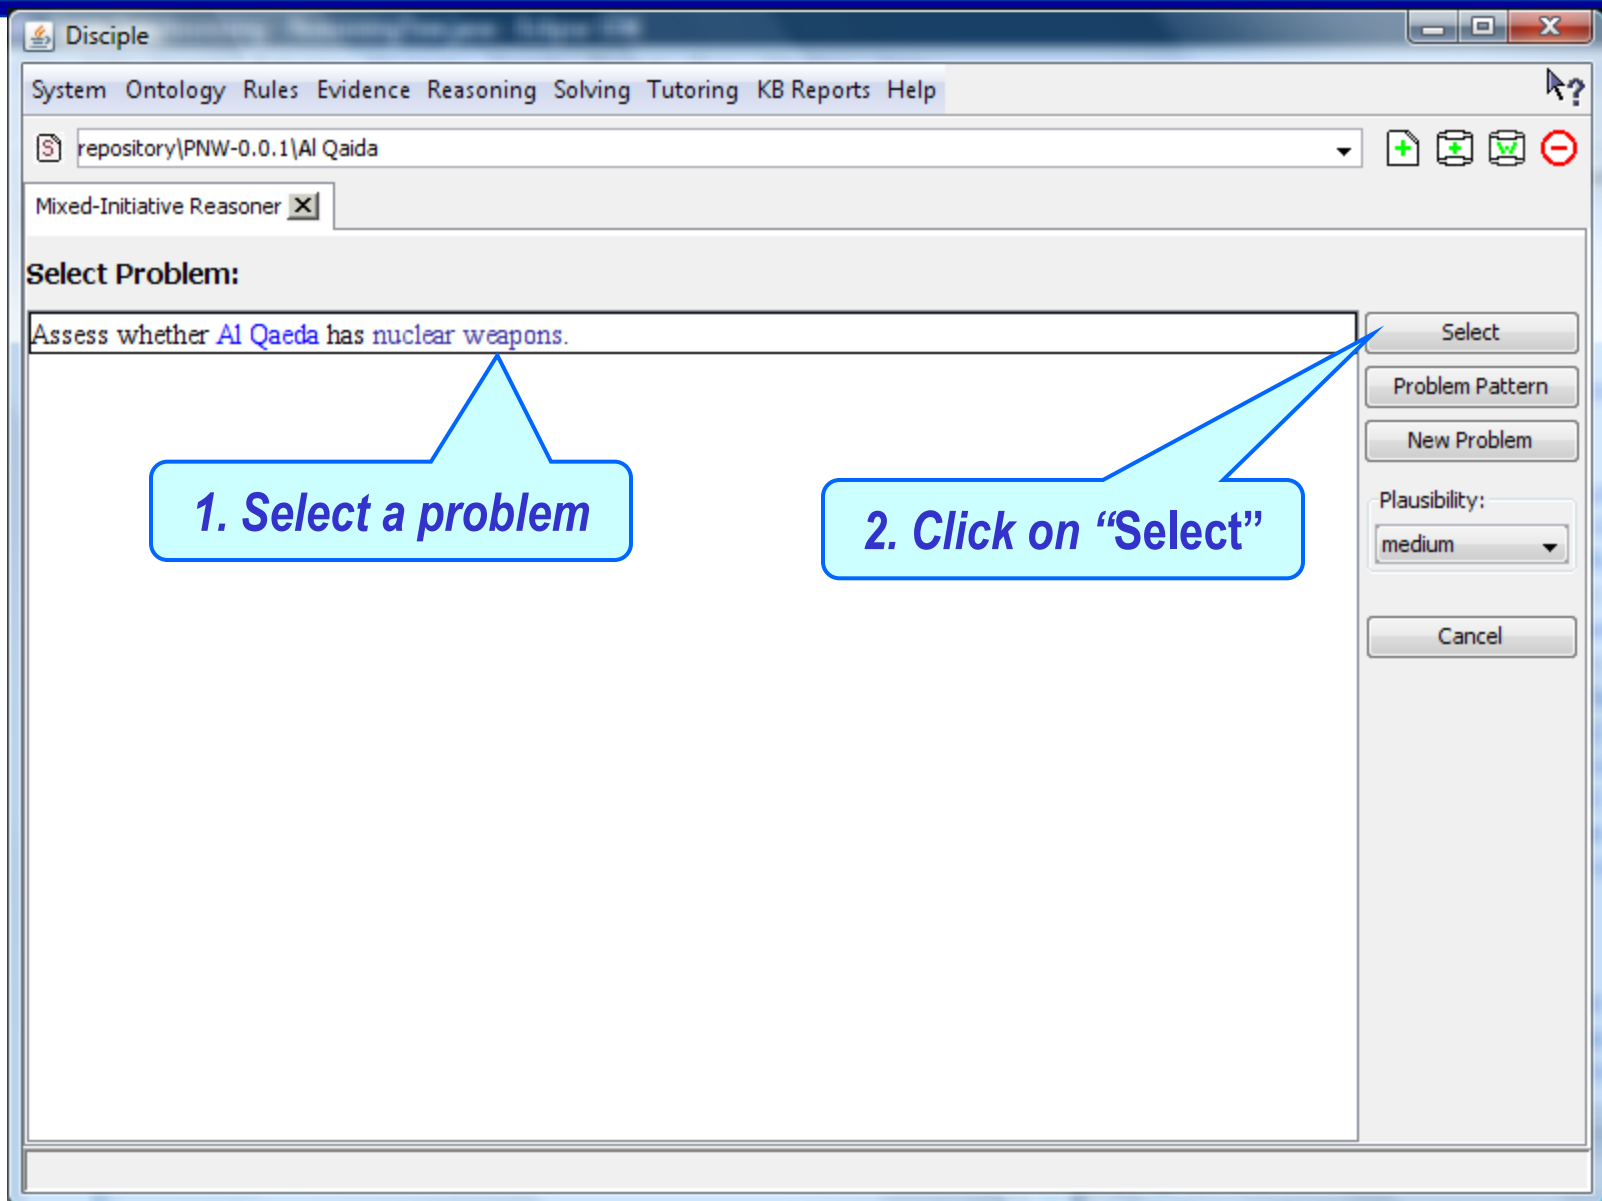 Disciple
System Ontology Rules Evidence Reasoning Solving Tutoring KB Reports Help
repository\PNW-0.0.1\Al Qaida
Mixed-Initiative Reasoner
Select Problem:
Assess whether Al Qaeda has nuclear weapons.
Select
Problem Pattern
New Problem
1. Select a problem
2. Click on “Select”
Plausibility:
medium
Cancel